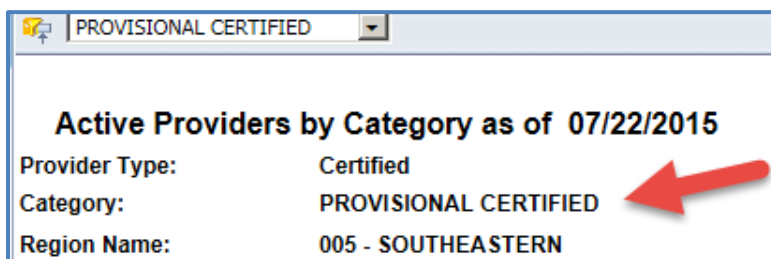 PROVISIONAL CERTIFIED
Active Providers by Category as of 07/22/2015
Provider Type: Certified
Category: PROVISIONAL CERTIFIED
Region Name: 005 - SOUTHEASTERN